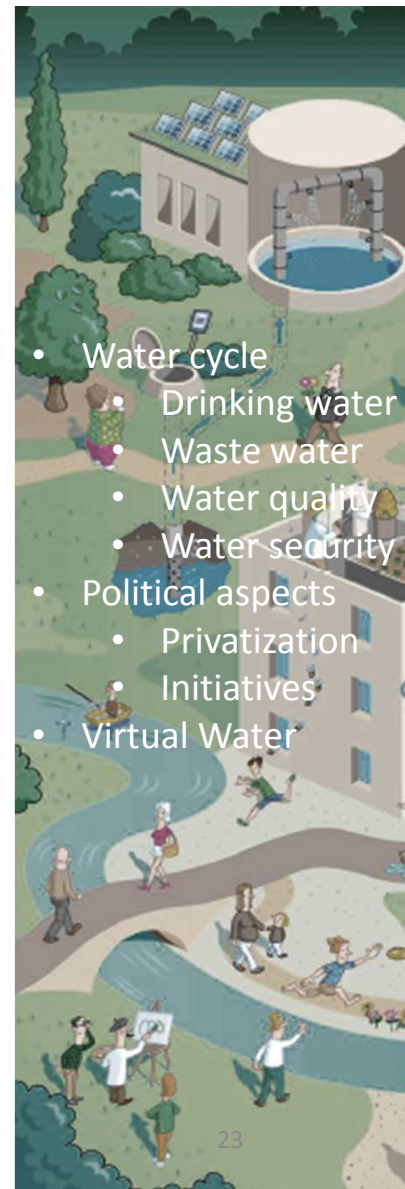 • Water cycle
• Drinking water
• Waste water
• Water quality
• Water security
• Political aspects
• Privatization
• Initiatives
• Virtual Water
23